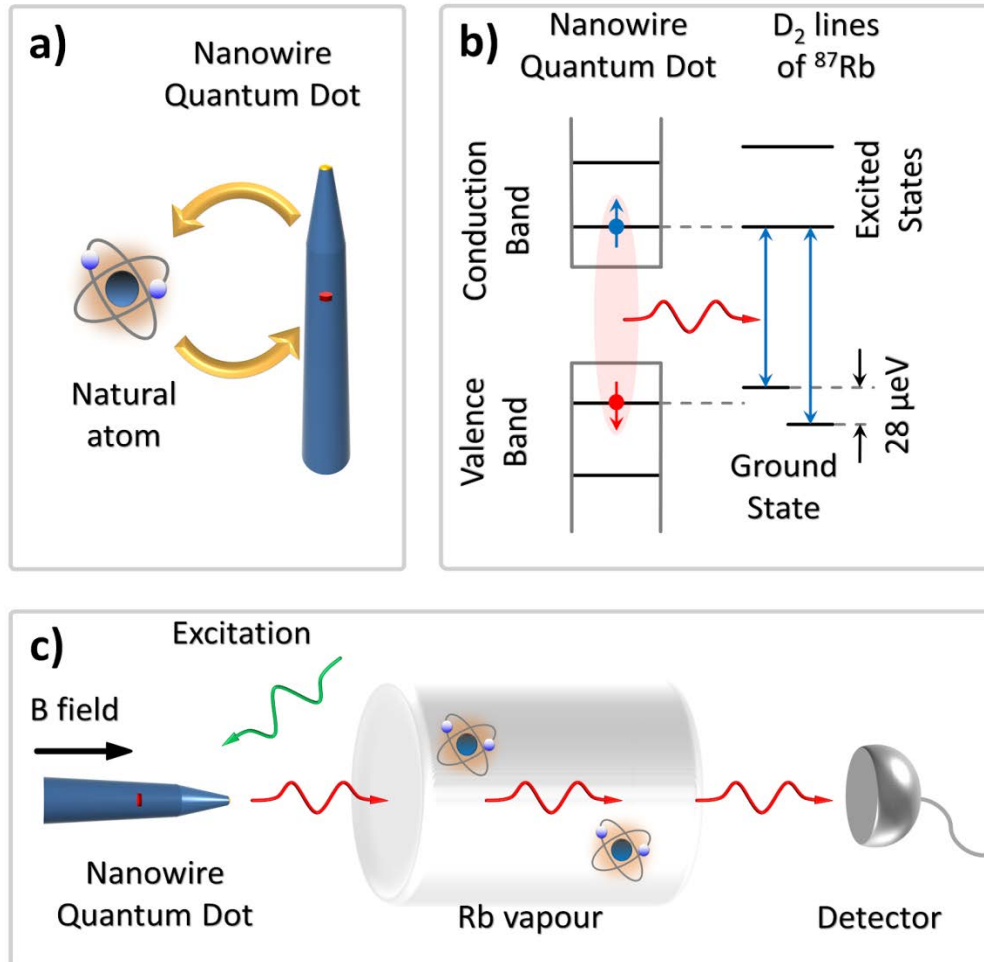 a)
Nanowire
Quantum Dot
Natural
atom
b)
Nanowire
Quantum Dot
D₂ lines
of ⁸⁷Rb
Conduction
Band
Valence
Band
Excited
States
28 µeV
Ground
State
c)
Excitation
B field
Nanowire
Quantum Dot
Rb vapour
Detector